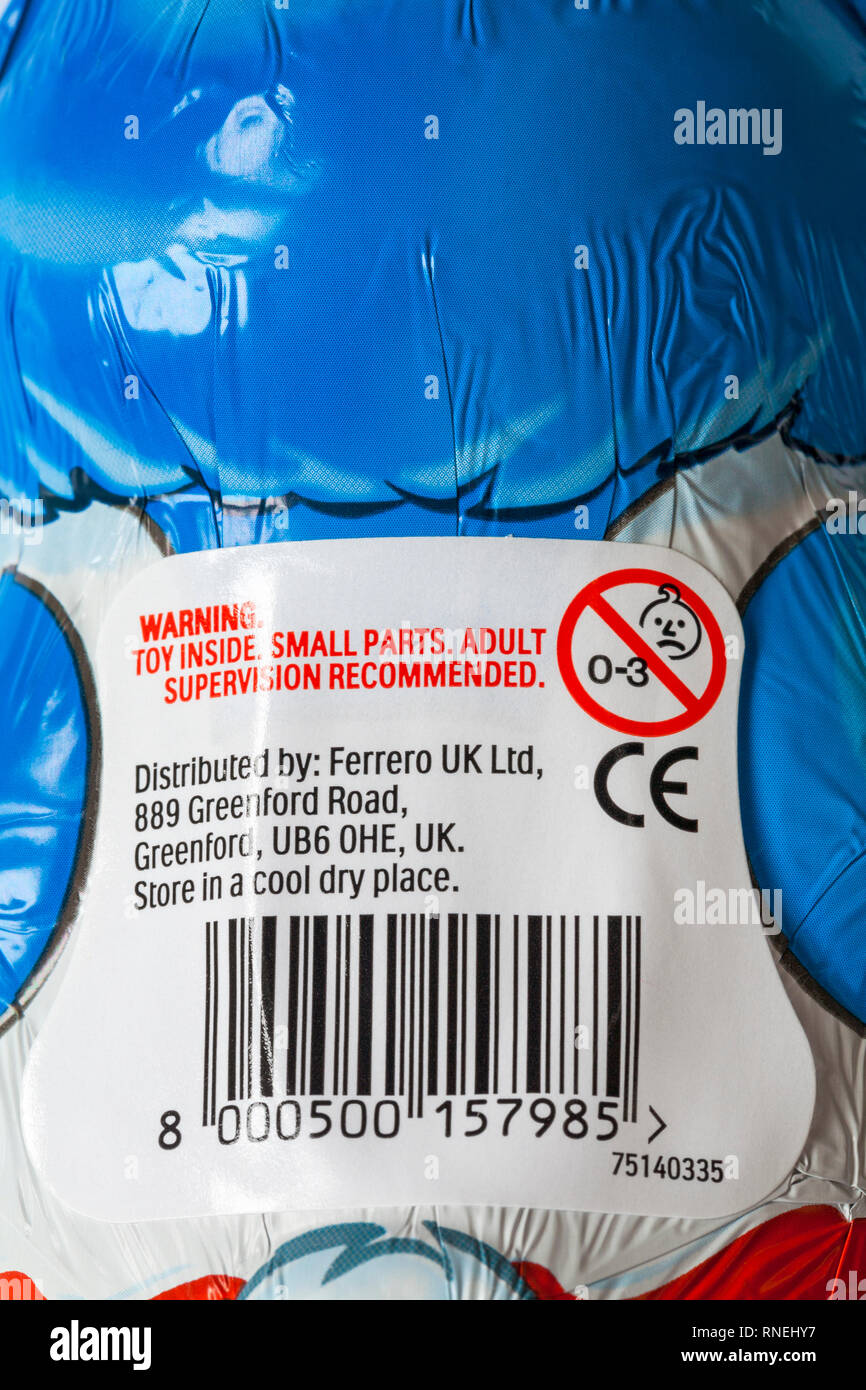 alamy
WARNING.
TOY INSIDE. SMALL PARTS. ADULT
SUPERVISION RECOMMENDED.
0-3
CE
Distributed by: Ferrero UK Ltd,
889 Greenford Road,
Greenford, UB6 0HE, UK.
Store in a cool dry place.
alamy
8 000500 157985 >
75140335
alamy
Image ID: RNEHY7
www.alamy.com